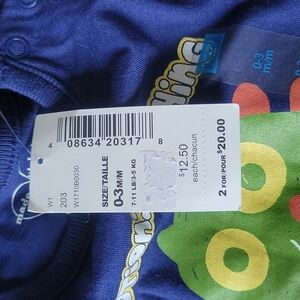 4 08634 20317 8
W1
203
W1710B0030
SIZE/TAILLE
0-3 M/M
7-11 LB/3-5 KG
$12.50
each/chacun
2 FOR/POUR $20.00
0-3
m/m
mad